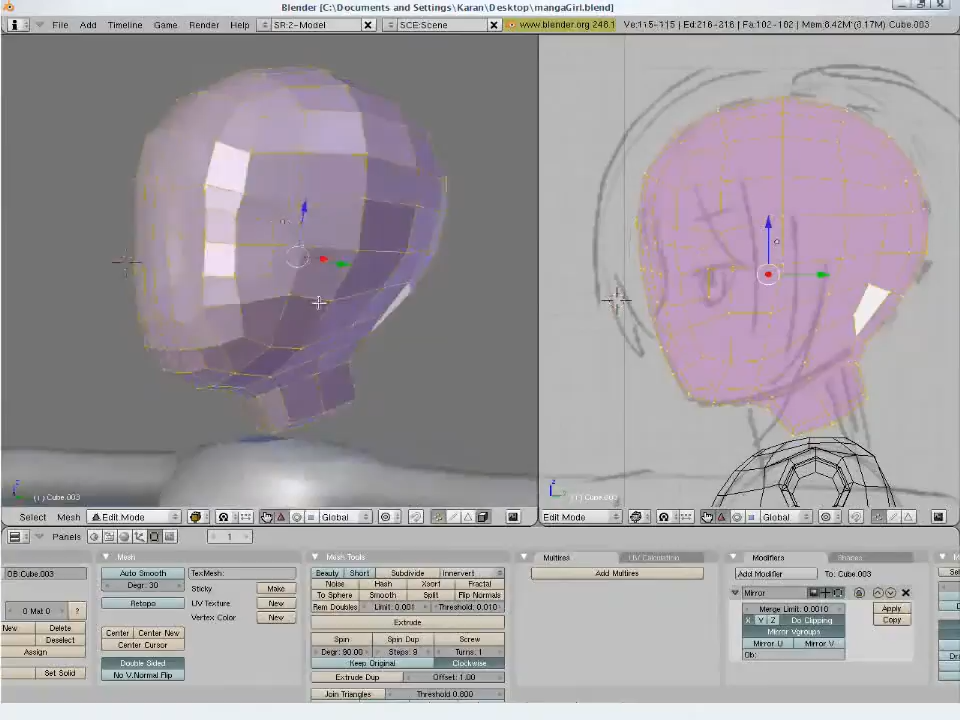 Blender [C:\Documents and Settings\Karan\Desktop\mangaGirl.blend]
File Add Timeline Game Render Help SR:2-Model SCE:Scene www.blender.org 248.1 Ve:115-115 | Ed:216-216 | Fa:102-102 | Mem:8.42M (3.17M) Cube.003
(1) Cube.003
(1) Cube.003
Select Mesh Edit Mode Global
Edit Mode Global
Panels 1
Mesh Mesh Tools Multires UV Calculation Modifiers Shapes
OB:Cube.003 Auto Smooth TexMesh: Beauty Short Subdivide Innervert Add Multires Add Modifier To: Cube.003
Degr: 30 Sticky Make Noise Hash Xsort Fractal
Mirror
To Sphere Smooth Split Flip Normals
0 Mat 0 ? Retopo UV Texture New Rem Doubles Limit: 0.001 Threshold: 0.010 Merge Limit: 0.0010 Apply
New Delete Vertex Color New Extrude X Y Z Do Clipping Copy
Deselect Center Center New Spin Spin Dup Screw Mirror Vgroups
Assign Center Cursor Degr: 90.00 Steps: 9 Turns: 1 Mirror U Mirror V
Double Sided Keep Original Clockwise Ob:
Set Solid No V.Normal Flip Extrude Dup Offset: 1.00
Join Triangles Threshold 0.800